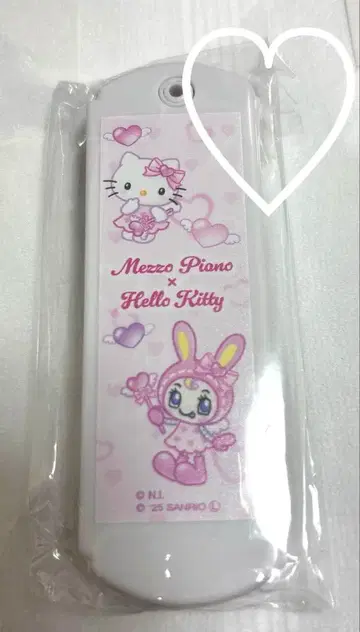 Mezzo Piano
×
Hello Kitty
© N.I.
© '25 SANRIO Ⓛ